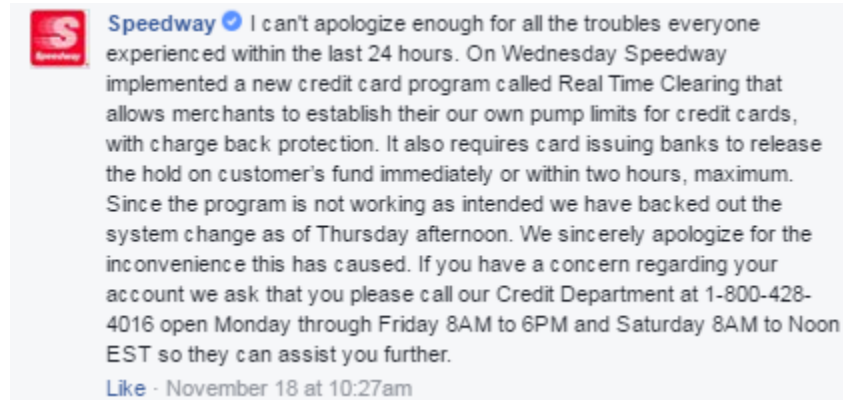 Speedway I can't apologize enough for all the troubles everyone
experienced within the last 24 hours. On Wednesday Speedway
implemented a new credit card program called Real Time Clearing that
allows merchants to establish their our own pump limits for credit cards,
with charge back protection. It also requires card issuing banks to release
the hold on customer's fund immediately or within two hours, maximum.
Since the program is not working as intended we have backed out the
system change as of Thursday afternoon. We sincerely apologize for the
inconvenience this has caused. If you have a concern regarding your
account we ask that you please call our Credit Department at 1-800-428-
4016 open Monday through Friday 8AM to 6PM and Saturday 8AM to Noon
EST so they can assist you further.
Like · November 18 at 10:27am
S
Speedway